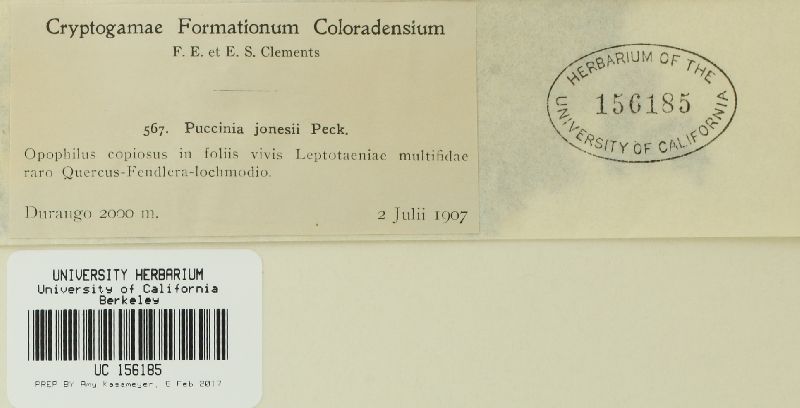 Cryptogamae Formationum Coloradensium
F. E. et E. S. Clements
567. Puccinia jonesii Peck.
Opophilus copiosus in foliis vivis Leptotaeniae multifidae
raro Quercus-Fendlera-lochmodio.
Durango 2000 m. 2 Julii 1907
HERBARIUM OF THE
156185
UNIVERSITY OF CALIFORNIA
UNIVERSITY HERBARIUM
University of California
Berkeley
UC 156185
PREP BY Amy Kasameyer, 6 Feb 2017